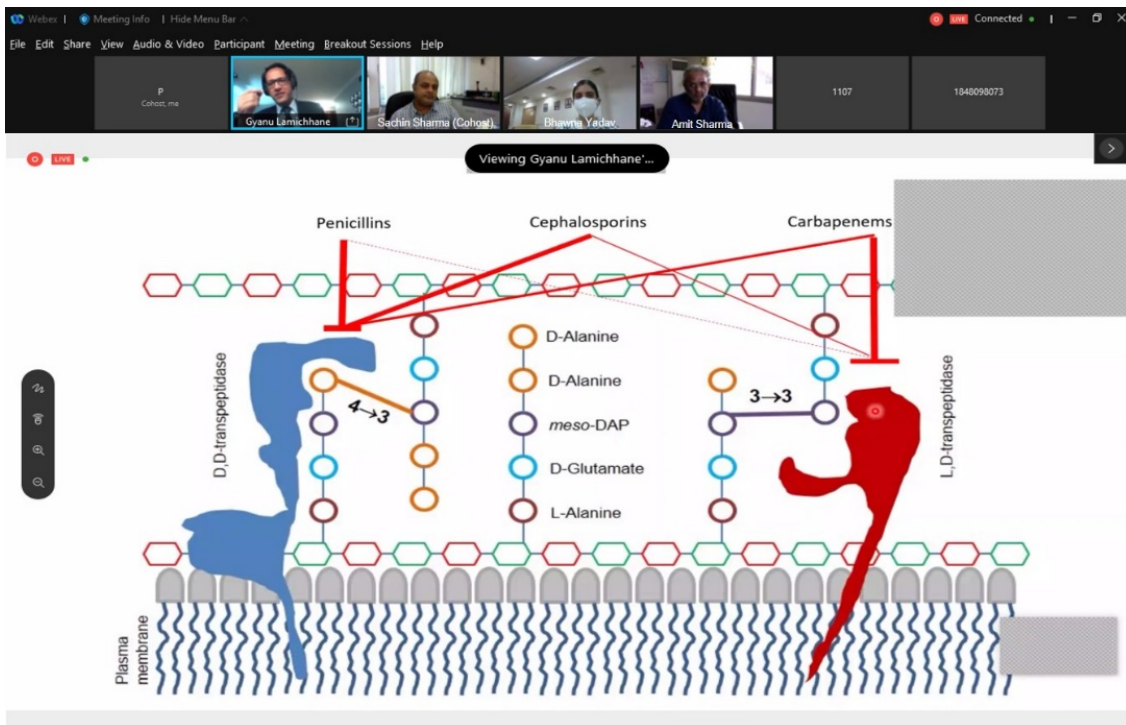 Webex | Meeting Info | Hide Menu Bar
LIVE Connected
File Edit Share View Audio & Video Participant Meeting Breakout Sessions Help
P
Cohost, me
Gyanu Lamichhane
Sachin Sharma (Cohost)
Bhawna Yadav
Amit Sharma
1107
1848098073
LIVE
Viewing Gyanu Lamichhane'...
Penicillins Cephalosporins Carbapenems
D,D-transpeptidase
4→3
D-Alanine
D-Alanine
meso-DAP
D-Glutamate
L-Alanine
3→3
L,D-transpeptidase
Plasma
membrane